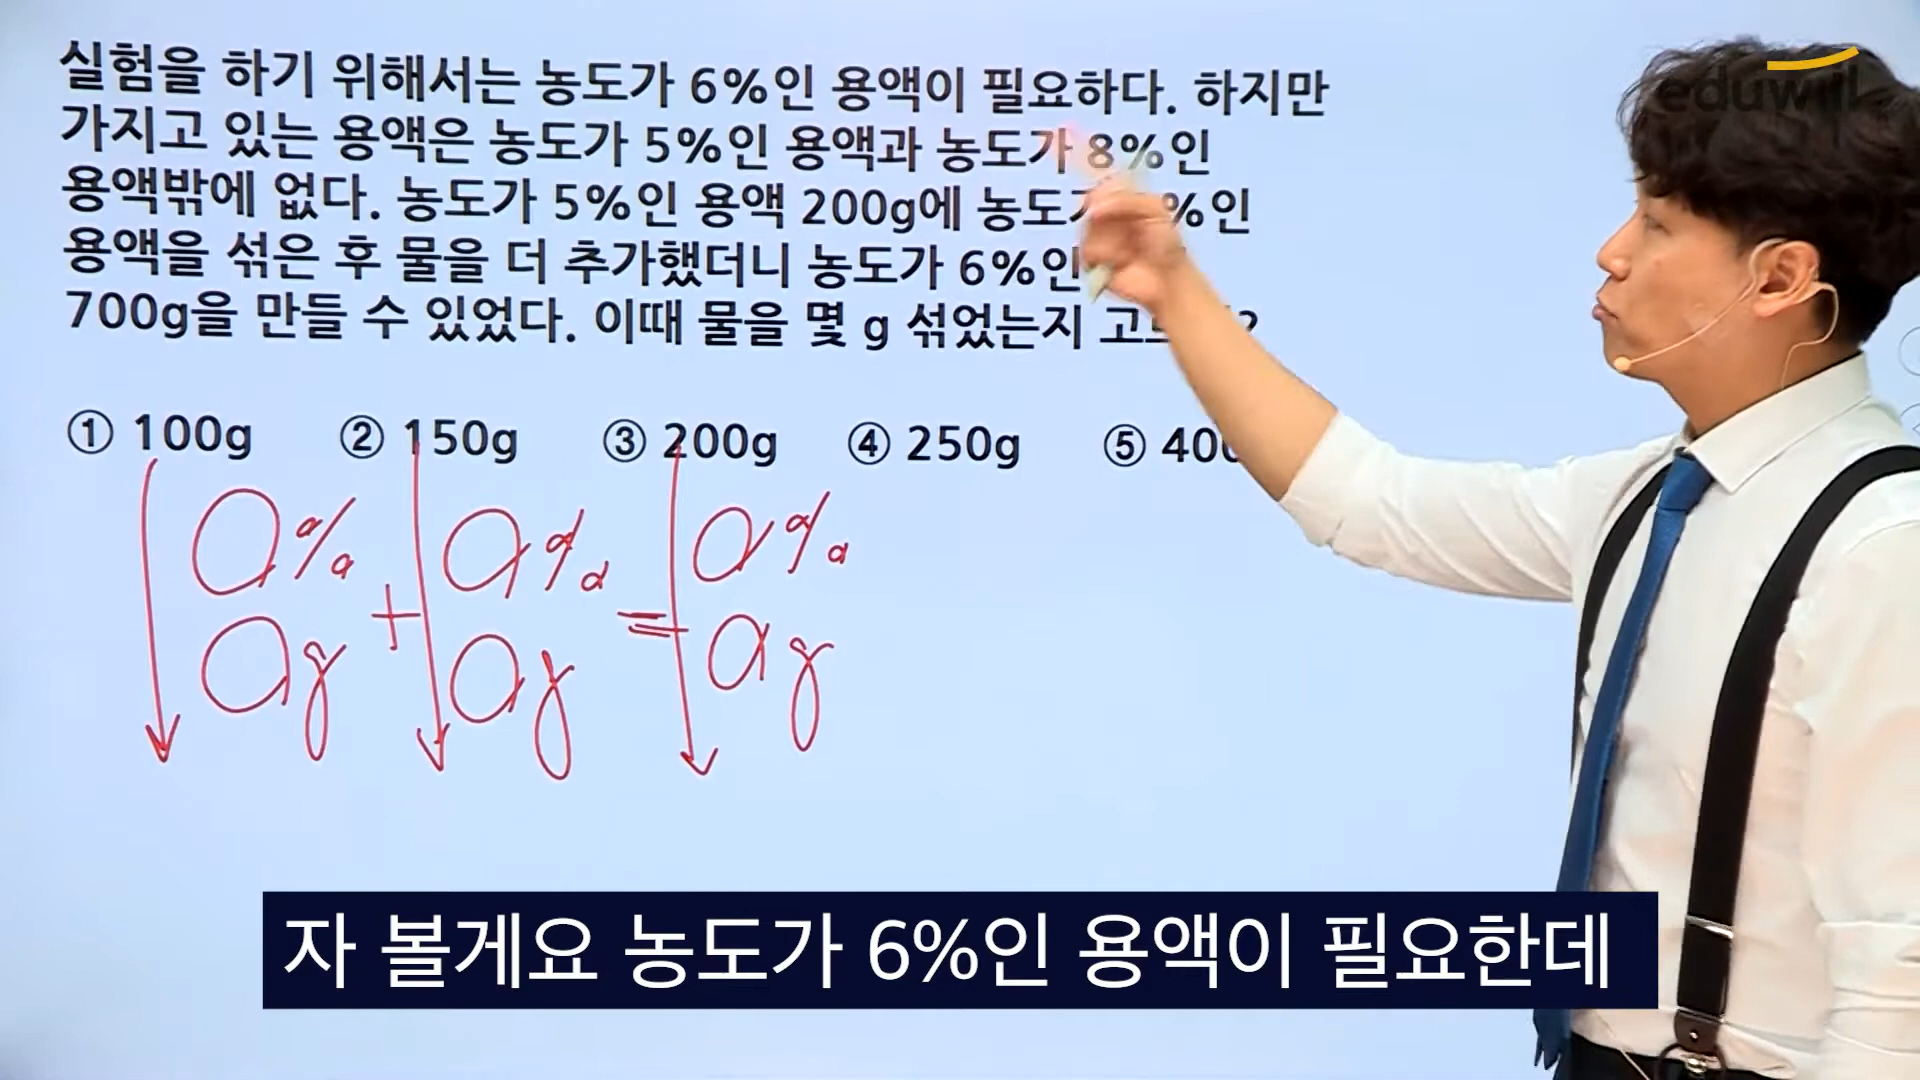 실험을 하기 위해서는 농도가 6%인 용액이 필요하다. 하지만
가지고 있는 용액은 농도가 5%인 용액과 농도가 8%인
용액밖에 없다. 농도가 5%인 용액 200g에 농도가 %인
용액을 섞은 후 물을 더 추가했더니 농도가 6%인
700g을 만들 수 있었다. 이때 물을 몇 g 섞었는지
① 100g ② 150g ③ 200g ④ 250g ⑤
a% + a% = a%
ag ag ag
자 볼게요 농도가 6%인 용액이 필요한데
eduwill